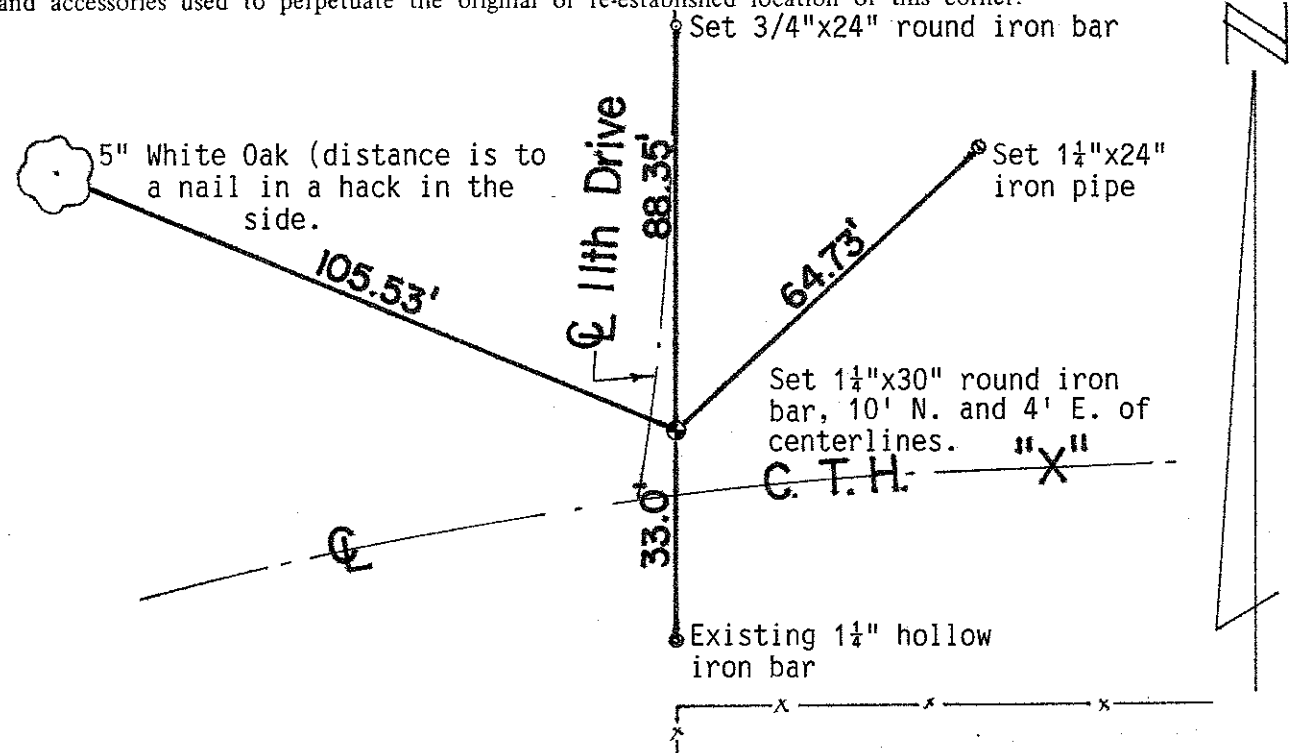 and accessories used to perpetuate the original or re-established location of this corner.
Set 3/4"x24" round iron bar
5" White Oak (distance is to
a nail in a hack in the
side.
℄ 11th Drive
88.35'
Set 1¼"x24"
iron pipe
105.53'
64.73'
Set 1¼"x30" round iron
bar, 10' N. and 4' E. of
centerlines.
C. T. H. "X"
℄
33.0'
Existing 1¼" hollow
iron bar
N